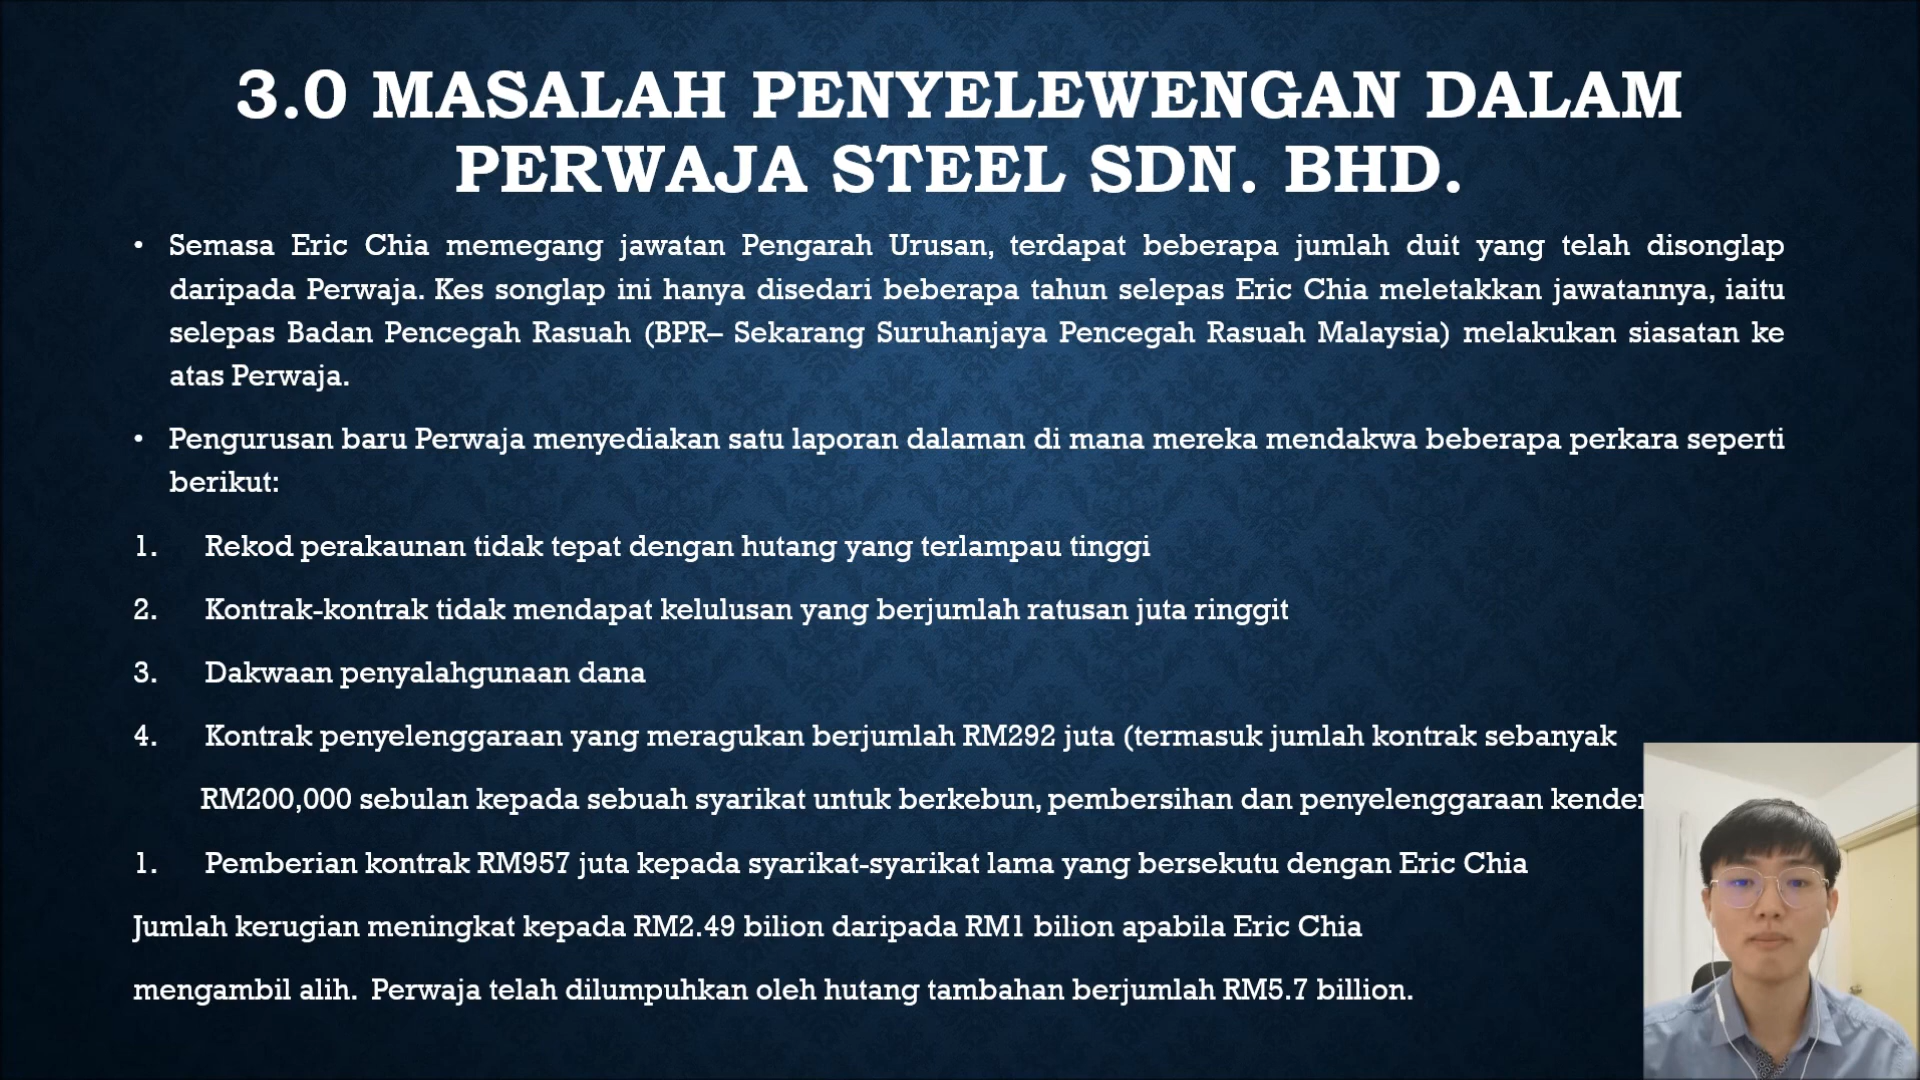 3.0 MASALAH PENYELEWENGAN DALAM
PERWAJA STEEL SDN. BHD.
• Semasa Eric Chia memegang jawatan Pengarah Urusan, terdapat beberapa jumlah duit yang telah disonglap
daripada Perwaja. Kes songlap ini hanya disedari beberapa tahun selepas Eric Chia meletakkan jawatannya, iaitu
selepas Badan Pencegah Rasuah (BPR– Sekarang Suruhanjaya Pencegah Rasuah Malaysia) melakukan siasatan ke
atas Perwaja.
• Pengurusan baru Perwaja menyediakan satu laporan dalaman di mana mereka mendakwa beberapa perkara seperti
berikut:
1. Rekod perakaunan tidak tepat dengan hutang yang terlampau tinggi
2. Kontrak-kontrak tidak mendapat kelulusan yang berjumlah ratusan juta ringgit
3. Dakwaan penyalahgunaan dana
4. Kontrak penyelenggaraan yang meragukan berjumlah RM292 juta (termasuk jumlah kontrak sebanyak
RM200,000 sebulan kepada sebuah syarikat untuk berkebun, pembersihan dan penyelenggaraan
1. Pemberian kontrak RM957 juta kepada syarikat-syarikat lama yang bersekutu dengan Eric Chia
Jumlah kerugian meningkat kepada RM2.49 bilion daripada RM1 bilion apabila Eric Chia
mengambil alih. Perwaja telah dilumpuhkan oleh hutang tambahan berjumlah RM5.7 billion.